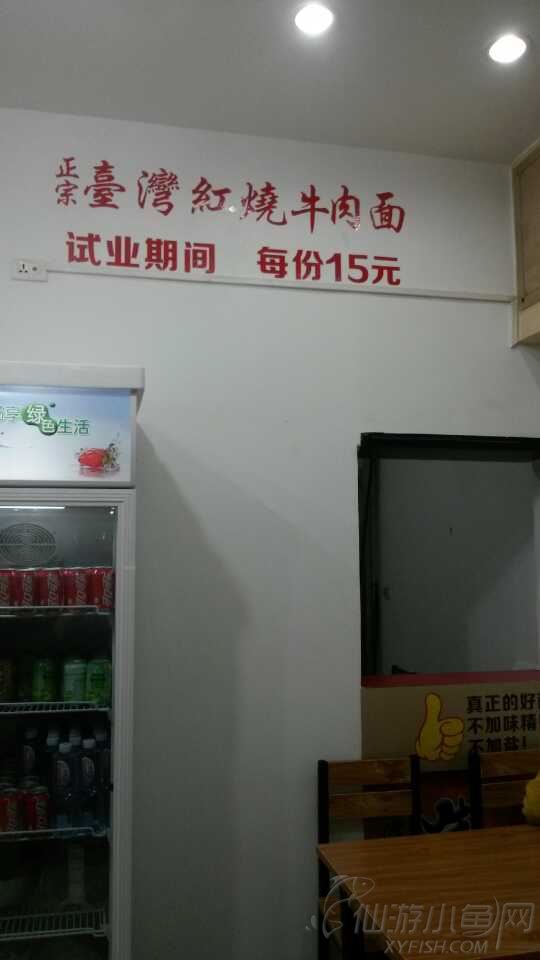 正宗臺灣紅燒牛肉面
试业期间 每份15元
享绿色生活
真正的好
不加味精
不加盐!
仙游小鱼网
XYFISH.COM